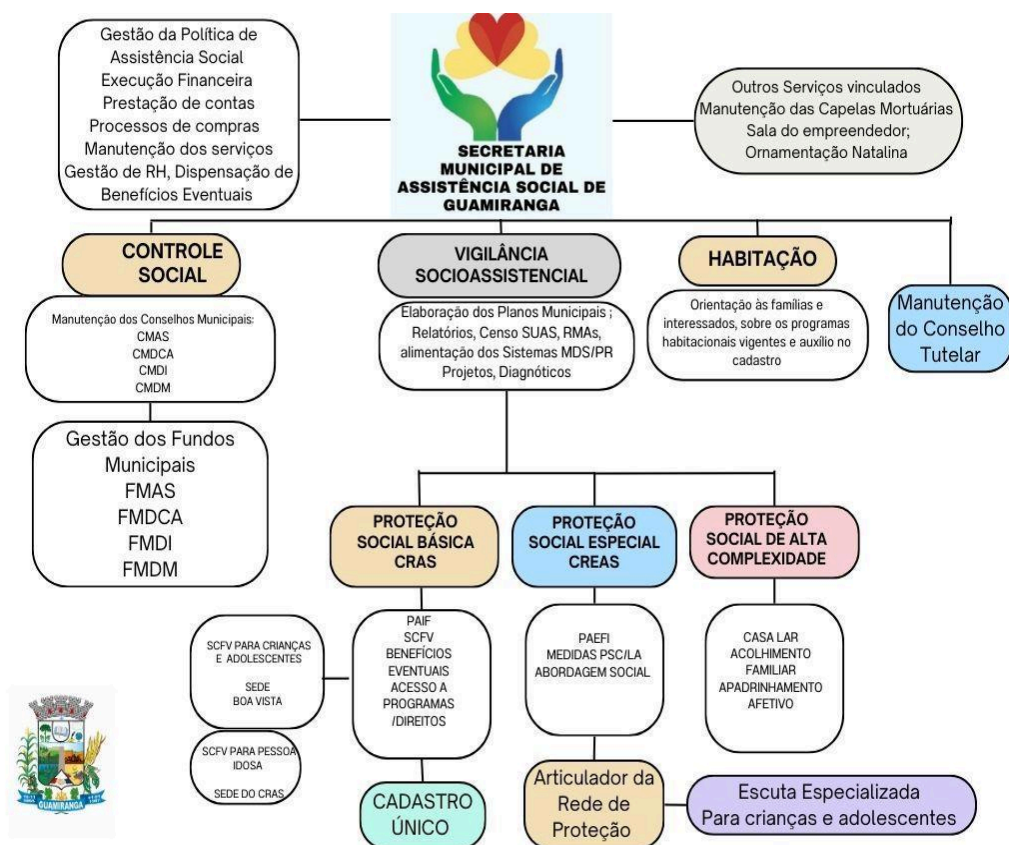 Gestão da Política de
Assistência Social
Execução Financeira
Prestação de contas
Processos de compras
Manutenção dos serviços
Gestão de RH, Dispensação de
Benefícios Eventuais
SECRETARIA
MUNICIPAL DE
ASSISTÊNCIA SOCIAL DE
GUAMIRANGA
Outros Serviços vinculados
Manutenção das Capelas Mortuárias
Sala do empreendedor;
Ornamentação Natalina
CONTROLE
SOCIAL
Manutenção dos Conselhos Municipais:
CMAS
CMDCA
CMDI
CMDM
Gestão dos Fundos
Municipais
FMAS
FMDCA
FMDI
FMDM
VIGILÂNCIA
SOCIOASSISTENCIAL
Elaboração dos Planos Municipais ;
Relatórios, Censo SUAS, RMAs,
alimentação dos Sistemas MDS/PR
Projetos, Diagnóticos
HABITAÇÃO
Orientação às famílias e
interessados, sobre os programas
habitacionais vigentes e auxílio no
cadastro
Manutenção
do Conselho
Tutelar
PROTEÇÃO
SOCIAL BÁSICA
CRAS
PAIF
SCFV
BENEFÍCIOS
EVENTUAIS
ACESSO A
PROGRAMAS
/DIREITOS
SCFV PARA CRIANÇAS
E ADOLESCENTES
SEDE
BOA VISTA
SCFV PARA PESSOA
IDOSA
SEDE DO CRAS
CADASTRO
ÚNICO
PROTEÇÃO
SOCIAL ESPECIAL
CREAS
PAEFI
MEDIDAS PSC/LA
ABORDAGEM SOCIAL
Articulador da
Rede de
Proteção
Escuta Especializada
Para crianças e adolescentes
PROTEÇÃO
SOCIAL DE ALTA
COMPLEXIDADE
CASA LAR
ACOLHIMENTO
FAMILIAR
APADRINHAMENTO
AFETIVO
GUAMIRANGA